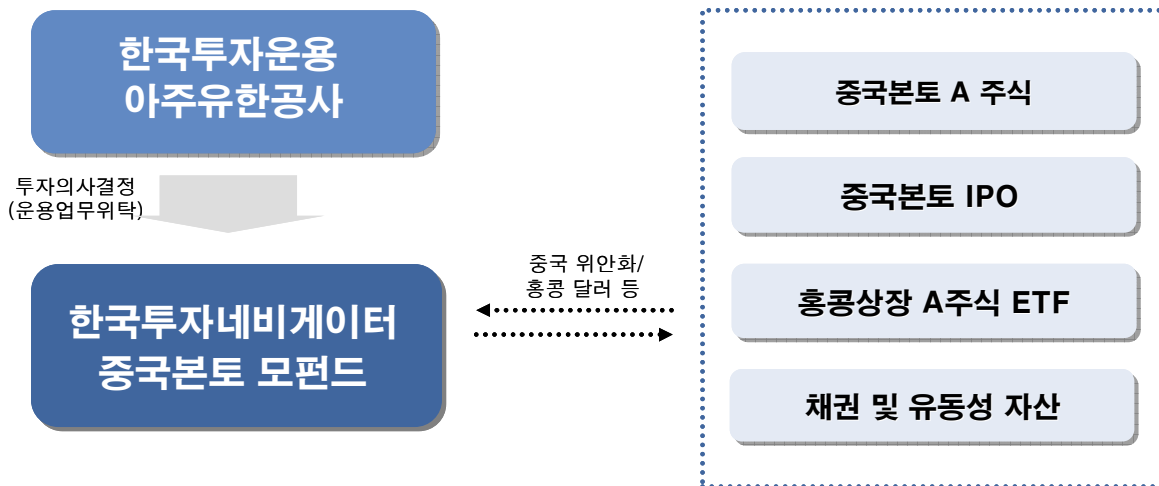 한국투자운용
아주유한공사
투자의사결정
(운용업무위탁)
한국투자네비게이터
중국본토 모펀드
중국 위안화/
홍콩 달러 등
중국본토 A 주식
중국본토 IPO
홍콩상장 A주식 ETF
채권 및 유동성 자산